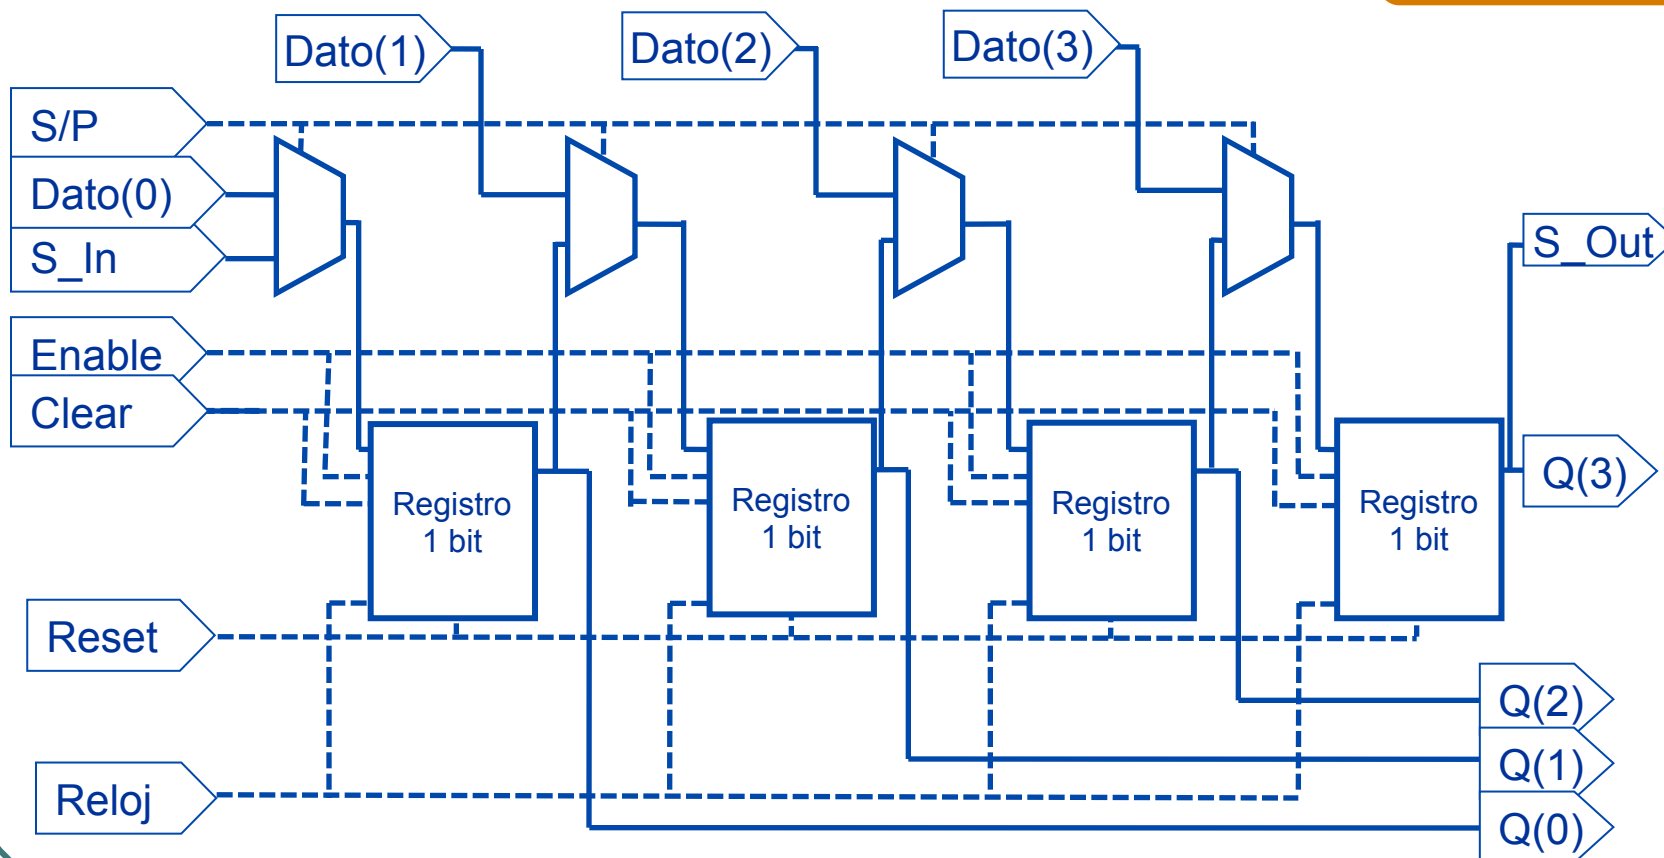 Dato(1)
Dato(2)
Dato(3)
S/P
Dato(0)
S_In
S_Out
Enable
Clear
Q(3)
Registro
1 bit
Registro
1 bit
Registro
1 bit
Registro
1 bit
Reset
Q(2)
Q(1)
Reloj
Q(0)